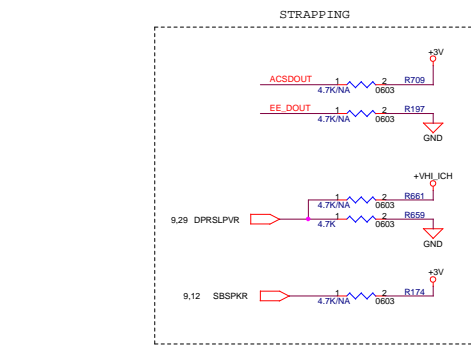 STRAPPING
+3V
ACSDOUT 1 2 R709
4.7K/NA 0603
EE_DOUT 1 2 R197
4.7K/NA 0603
GND
+VHI_ICH
1 2 R661
4.7K/NA 0603
9,29 DPRSLPVR 1 2 R659
4.7K 0603
GND
+3V
9,12 SBSPKR 1 2 R174
4.7K/NA 0603